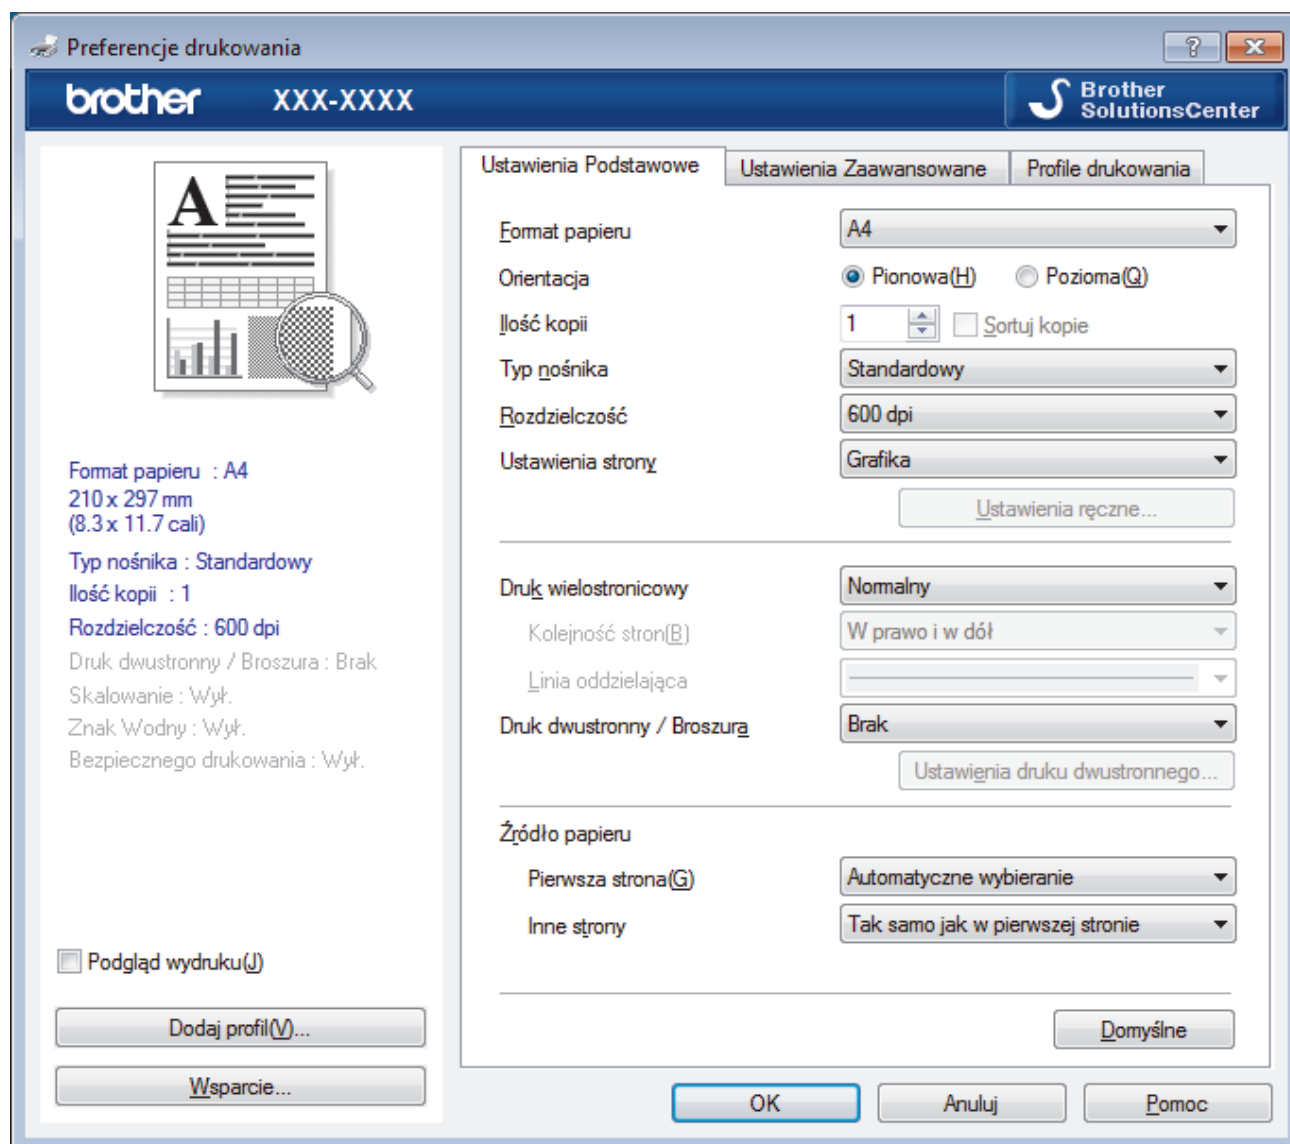 Preferencje drukowania
brother XXX-XXXX
Brother
SolutionsCenter
A
Format papieru : A4
210 x 297 mm
(8.3 x 11.7 cali)
Typ nośnika : Standardowy
Ilość kopii : 1
Rozdzielczość : 600 dpi
Druk dwustronny / Broszura : Brak
Skalowanie : Wył.
Znak Wodny : Wył.
Bezpiecznego drukowania : Wył.
Podgląd wydruku(J)
Dodaj profil(V)...
Wsparcie...
Ustawienia Podstawowe Ustawienia Zaawansowane Profile drukowania
Format papieru A4
Orientacja Pionowa(H) Pozioma(Q)
Ilość kopii 1 Sortuj kopie
Typ nośnika Standardowy
Rozdzielczość 600 dpi
Ustawienia strony Grafika
Ustawienia ręczne...
Druk wielostronicowy Normalny
Kolejność stron(B) W prawo i w dół
Linia oddzielająca
Druk dwustronny / Broszura Brak
Ustawienia druku dwustronnego...
Źródło papieru
Pierwsza strona(G) Automatyczne wybieranie
Inne strony Tak samo jak w pierwszej stronie
Domyślne
OK Anuluj Pomoc